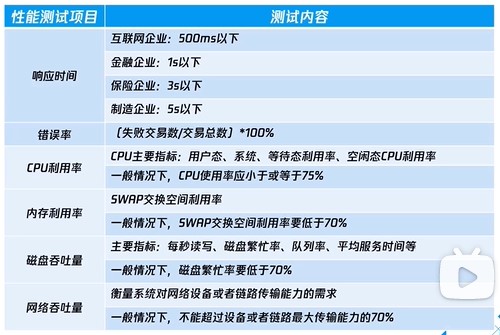 性能测试项目 测试内容
响应时间
互联网企业：500ms以下
金融企业：1s以下
保险企业：3s以下
制造企业：5s以下
错误率 （失败交易数/交易总数）*100%
CPU利用率
CPU主要指标：用户态、系统、等待态利用率、空闲态CPU利用率
一般情况下，CPU使用率应小于或等于75%
内存利用率
SWAP交换空间利用率
一般情况下，SWAP交换空间利用率要低于70%
磁盘吞吐量
主要指标：每秒读写、磁盘繁忙率、队列率、平均服务时间等
一般情况下，磁盘繁忙率要低于70%
网络吞吐量
衡量系统对网络设备或者链路传输能力的需求
一般情况下，不能超过设备或者链路最大传输能力的70%